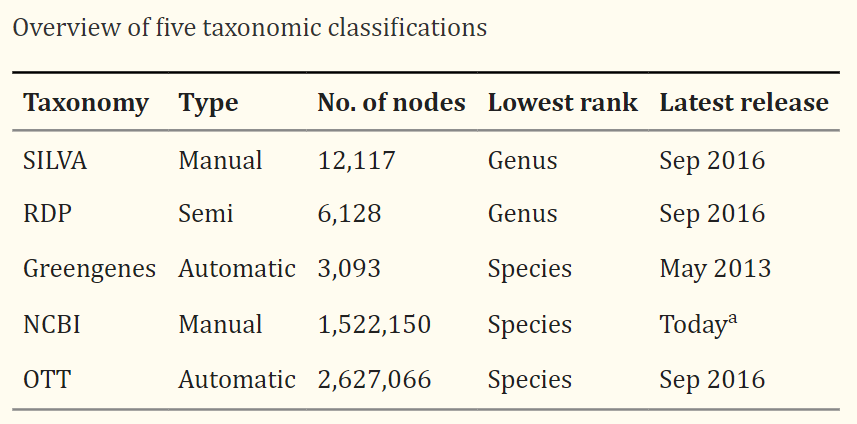 Overview of five taxonomic classifications
Taxonomy Type No. of nodes Lowest rank Latest release
SILVA Manual 12,117 Genus Sep 2016
RDP Semi 6,128 Genus Sep 2016
Greengenes Automatic 3,093 Species May 2013
NCBI Manual 1,522,150 Species Todayᵃ
OTT Automatic 2,627,066 Species Sep 2016